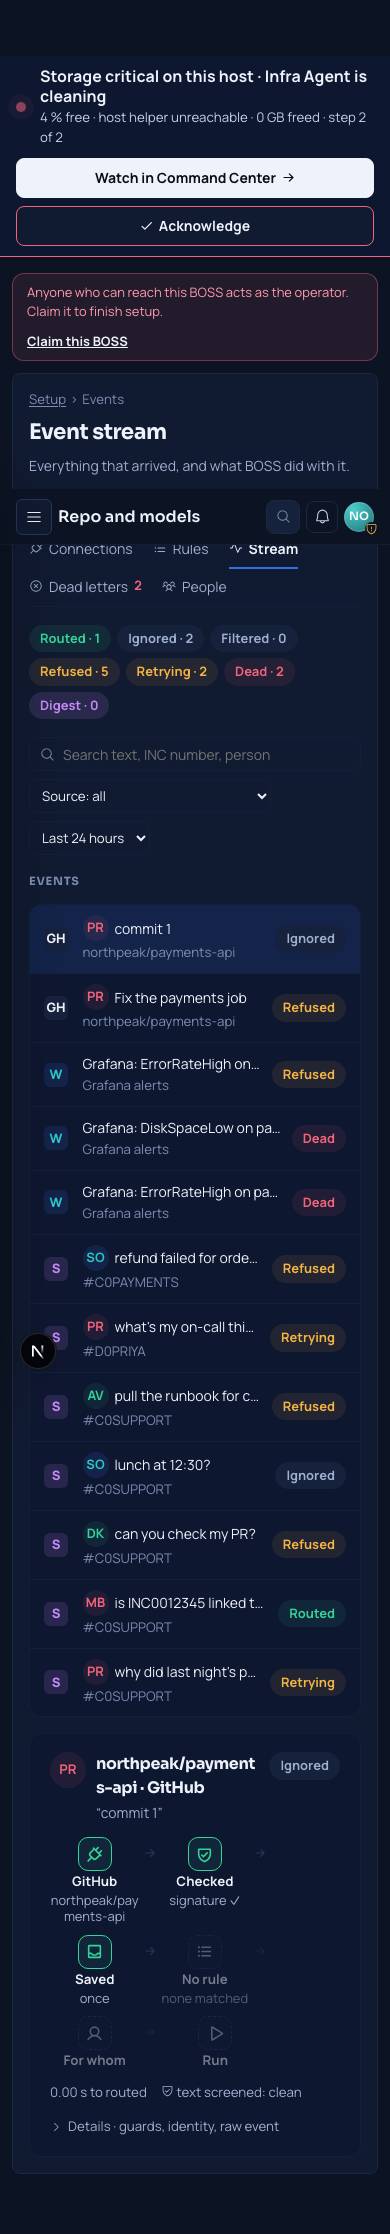 Storage critical on this host · Infra Agent is
cleaning
4 % free · host helper unreachable · 0 GB freed · step 2
of 2
Watch in Command Center →
✓ Acknowledge
Anyone who can reach this BOSS acts as the operator.
Claim it to finish setup.
Claim this BOSS
Setup > Events
Event stream
Everything that arrived, and what BOSS did with it.
Repo and models
NO
Connections
Rules
Stream
Dead letters 2
People
Routed · 1
Ignored · 2
Filtered · 0
Refused · 5
Retrying · 2
Dead · 2
Digest · 0
Search text, INC number, person
Source: all
Last 24 hours
EVENTS
GH
PR commit 1
northpeak/payments-api
Ignored
GH
PR Fix the payments job
northpeak/payments-api
Refused
W
Grafana: ErrorRateHigh on...
Grafana alerts
Refused
W
Grafana: DiskSpaceLow on pa...
Grafana alerts
Dead
W
Grafana: ErrorRateHigh on pa...
Grafana alerts
Dead
S
SO refund failed for orde...
#C0PAYMENTS
Refused
S
PR what's my on-call thi...
#D0PRIYA
Retrying
N
S
AV pull the runbook for c...
#C0SUPPORT
Refused
S
SO lunch at 12:30?
#C0SUPPORT
Ignored
S
DK can you check my PR?
#C0SUPPORT
Refused
S
MB is INC0012345 linked t...
#C0SUPPORT
Routed
S
PR why did last night's p...
#C0SUPPORT
Retrying
PR
northpeak/payment
s-api · GitHub
Ignored
“commit 1”
GitHub
northpeak/pay
ments-api
Checked
signature ✓
Saved
once
No rule
none matched
For whom
Run
0.00 s to routed
text screened: clean
> Details · guards, identity, raw event